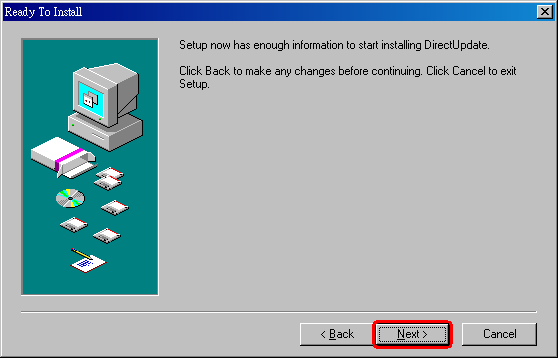 Ready To Install
Setup now has enough information to start installing DirectUpdate.
Click Back to make any changes before continuing. Click Cancel to exit
Setup.
< Back
Next >
Cancel